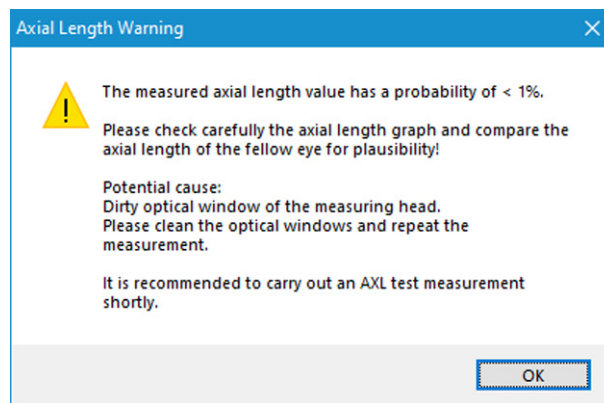 Axial Length Warning
The measured axial length value has a probability of < 1%.
Please check carefully the axial length graph and compare the
axial length of the fellow eye for plausibility!
Potential cause:
Dirty optical window of the measuring head.
Please clean the optical windows and repeat the
measurement.
It is recommended to carry out an AXL test measurement
shortly.
OK